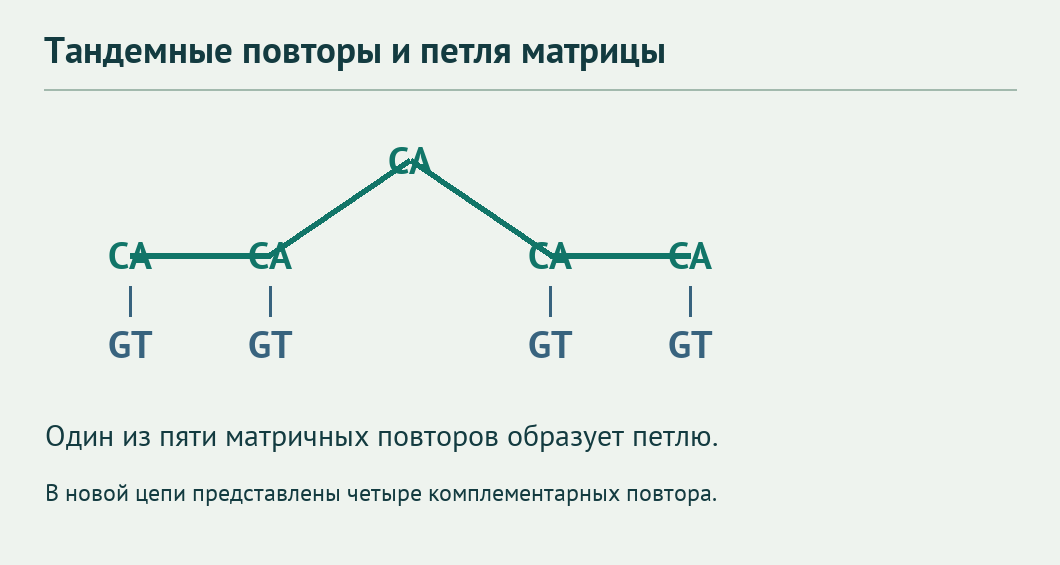 Тандемные повторы и петля матрицы
CA
CA CA CA CA
GT GT GT GT
Один из пяти матричных повторов образует петлю.
В новой цепи представлены четыре комплементарных повтора.